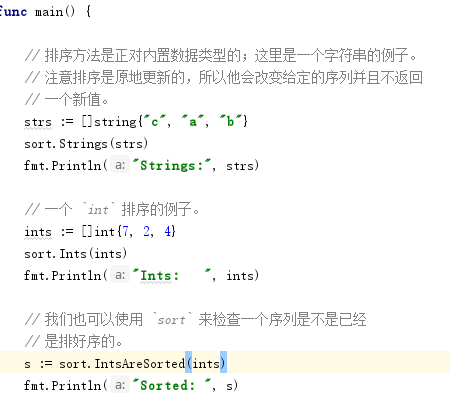 func main() {
// 排序方法是正对内置数据类型的；这里是一个字符串的例子。
// 注意排序是原地更新的，所以他会改变给定的序列并且不返回
// 一个新值。
strs := []string{"c", "a", "b"}
sort.Strings(strs)
fmt.Println( a: "Strings:", strs)
// 一个 `int` 排序的例子。
ints := []int{7, 2, 4}
sort.Ints(ints)
fmt.Println( a: "Ints:   ", ints)
// 我们也可以使用 `sort` 来检查一个序列是不是已经
// 是排好序的。
s := sort.IntsAreSorted(ints)
fmt.Println( a: "Sorted: ", s)